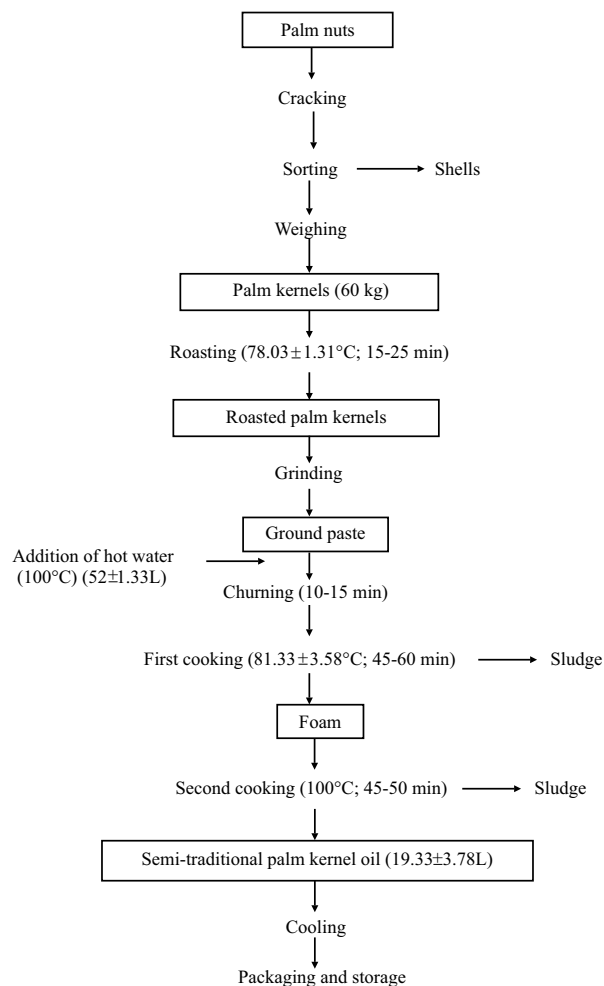 Palm nuts
Cracking
Sorting
Shells
Weighing
Palm kernels (60 kg)
Roasting (78.03±1.31°C; 15-25 min)
Roasted palm kernels
Grinding
Ground paste
Addition of hot water
(100°C) (52±1.33L)
Churning (10-15 min)
First cooking (81.33±3.58°C; 45-60 min)
Sludge
Foam
Second cooking (100°C; 45-50 min)
Sludge
Semi-traditional palm kernel oil (19.33±3.78L)
Cooling
Packaging and storage